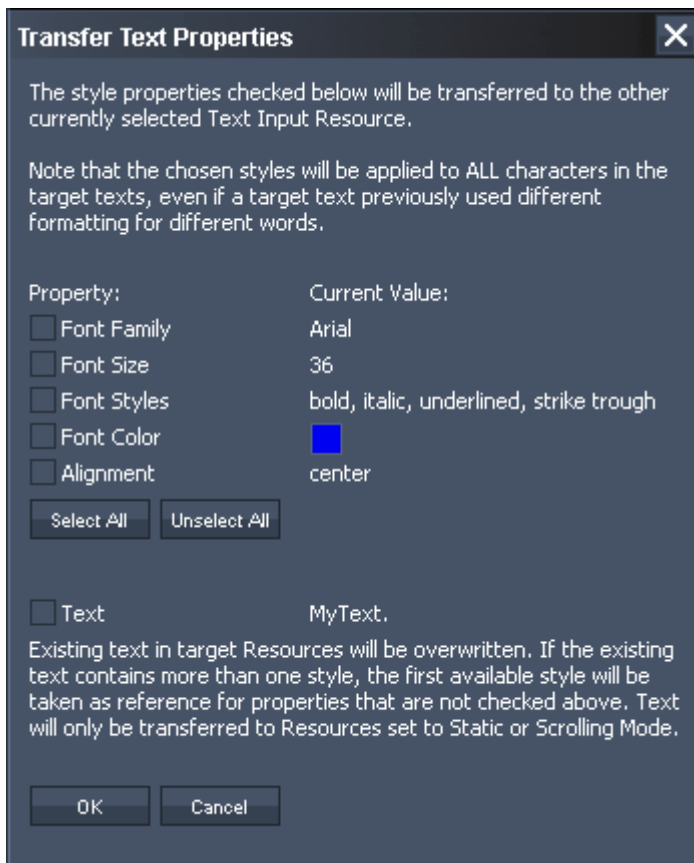 Transfer Text Properties
The style properties checked below will be transferred to the other
currently selected Text Input Resource.
Note that the chosen styles will be applied to ALL characters in the
target texts, even if a target text previously used different
formatting for different words.
Property: Current Value:
Font Family Arial
Font Size 36
Font Styles bold, italic, underlined, strike trough
Font Color
Alignment center
Select All Unselect All
Text MyText.
Existing text in target Resources will be overwritten. If the existing
text contains more than one style, the first available style will be
taken as reference for properties that are not checked above. Text
will only be transferred to Resources set to Static or Scrolling Mode.
OK Cancel